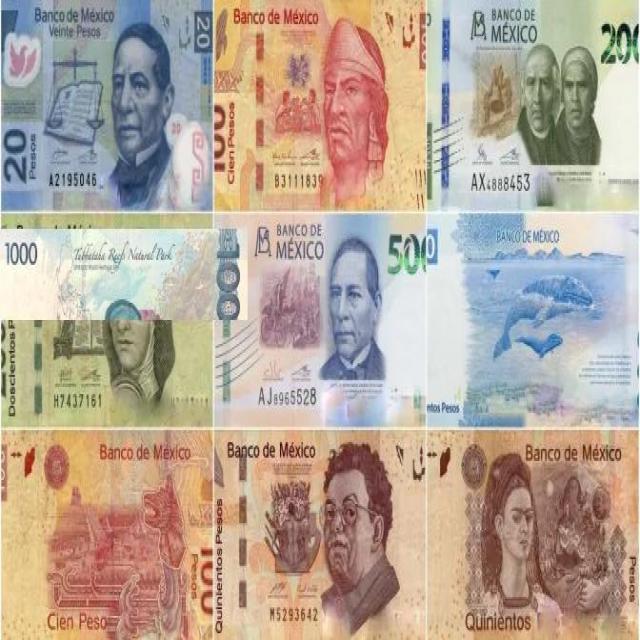 Banco de México
Veinte Pesos
20
20
Pesos
A2195046
Banco de México
100
Cien Pesos
B3111839
BANCO DE
MÉXICO
200
AX4888453
1000
Tubbataha Reefs Natural Park
Doscientos P
H7437161
BANCO DE
MÉXICO
500
AJ8965528
BANCO DE MÉXICO
ntos Pesos
Banco de México
100
Pesos
Cien Peso
Banco de México
Quinientos Pesos
M5293642
Banco de México
Quinientos
Pesos